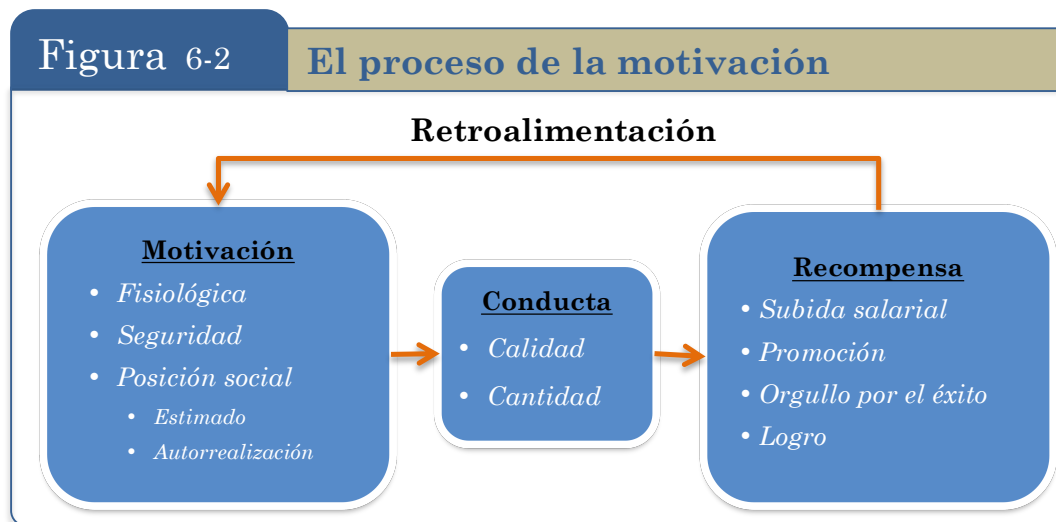 Figura 6-2
El proceso de la motivación
Retroalimentación
Motivación
• Fisiológica
• Seguridad
• Posición social
• Estimado
• Autorrealización
Conducta
• Calidad
• Cantidad
Recompensa
• Subida salarial
• Promoción
• Orgullo por el éxito
• Logro